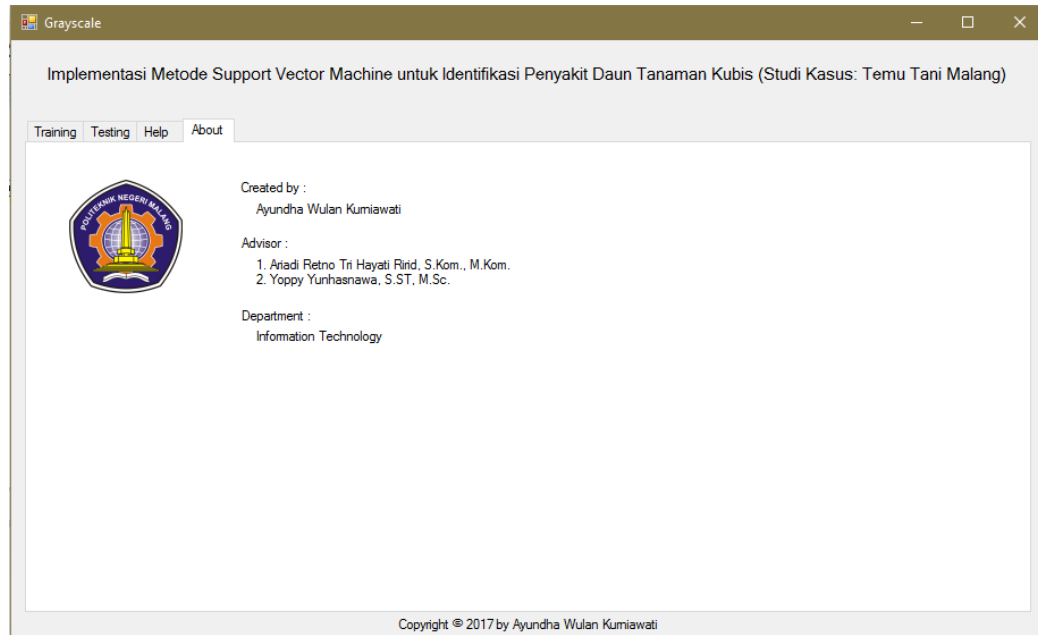 Grayscale
Implementasi Metode Support Vector Machine untuk Identifikasi Penyakit Daun Tanaman Kubis (Studi Kasus: Temu Tani Malang)
Training Testing Help About
POLITEKNIK NEGERI MALANG
Created by :
Ayundha Wulan Kurniawati
Advisor :
1. Ariadi Retno Tri Hayati Ririd, S.Kom., M.Kom.
2. Yoppy Yunhasnawa, S.ST, M.Sc.
Department :
Information Technology
Copyright © 2017 by Ayundha Wulan Kurniawati